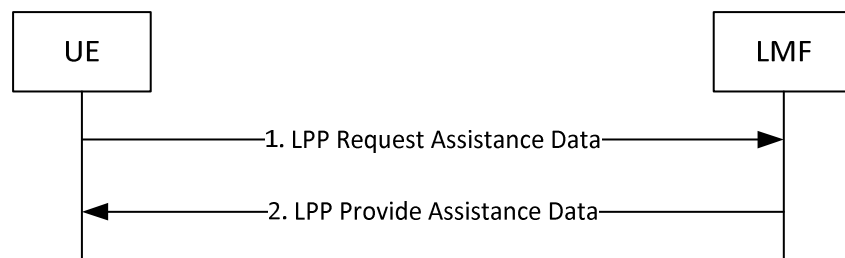 UE
LMF
1. LPP Request Assistance Data
2. LPP Provide Assistance Data